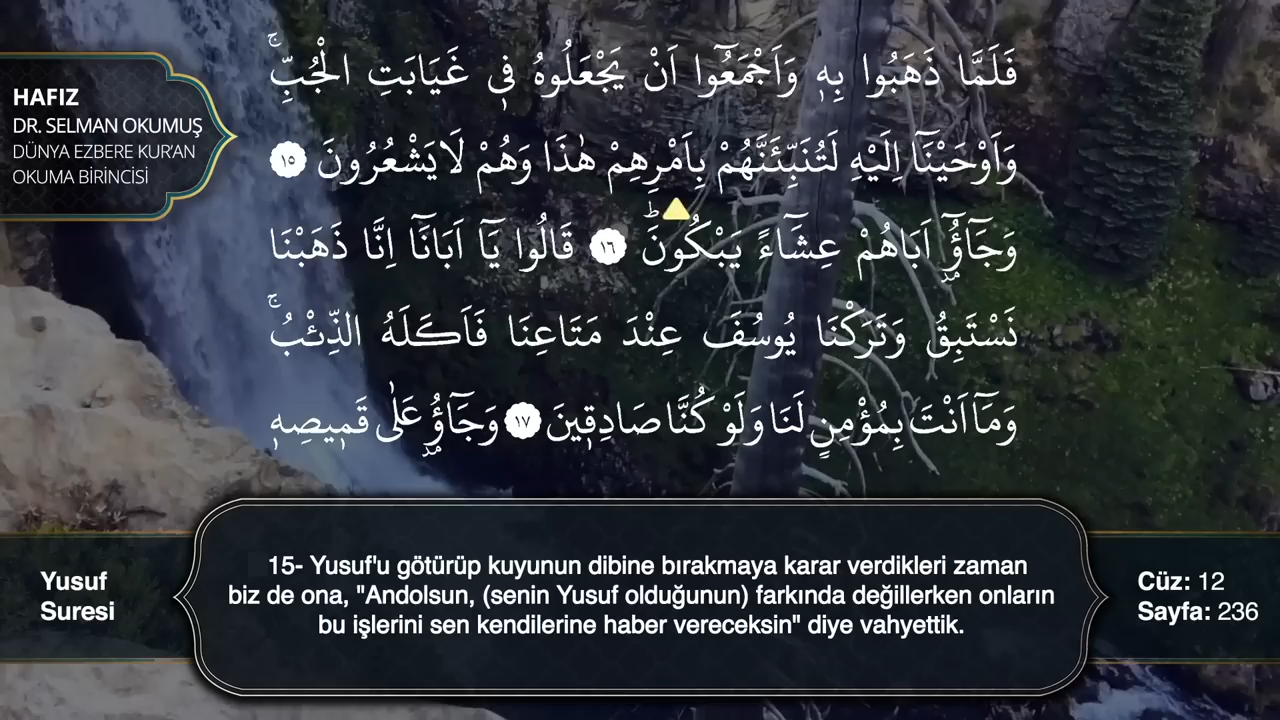 فَلَمَّا ذَهَبُوا بِهٖ وَاَجْمَعُٓوا اَنْ يَجْعَلُوهُ فٖي غَيَابَتِ الْجُبِّۚ
وَاَوْحَيْنَٓا اِلَيْهِ لَتُنَبِّئَنَّهُمْ بِاَمْرِهِمْ هٰذَا وَهُمْ لَا يَشْعُرُونَ ١٥
وَجَٓاؤُٓ اَبَاهُمْ عِشَٓاءً يَبْكُونَؕ ١٦ قَالُوا يَٓا اَبَانَٓا اِنَّا ذَهَبْنَا
نَسْتَبِقُ وَتَرَكْنَا يُوسُفَ عِنْدَ مَتَاعِنَا فَاَكَلَهُ الذِّئْبُۚ
وَمَٓا اَنْتَ بِمُؤْمِنٍ لَنَا وَلَوْ كُنَّا صَادِقٖينَ ١٧ وَجَٓاؤُ۫ عَلٰى قَمٖيصِهٖ
HAFIZ
DR. SELMAN OKUMUŞ
DÜNYA EZBERE KUR'AN
OKUMA BİRİNCİSİ
15- Yusuf'u götürüp kuyunun dibine bırakmaya karar verdikleri zaman
biz de ona, "Andolsun, (senin Yusuf olduğunun) farkında değillerken onların
bu işlerini sen kendilerine haber vereceksin" diye vahyettik.
Yusuf
Suresi
Cüz: 12
Sayfa: 236